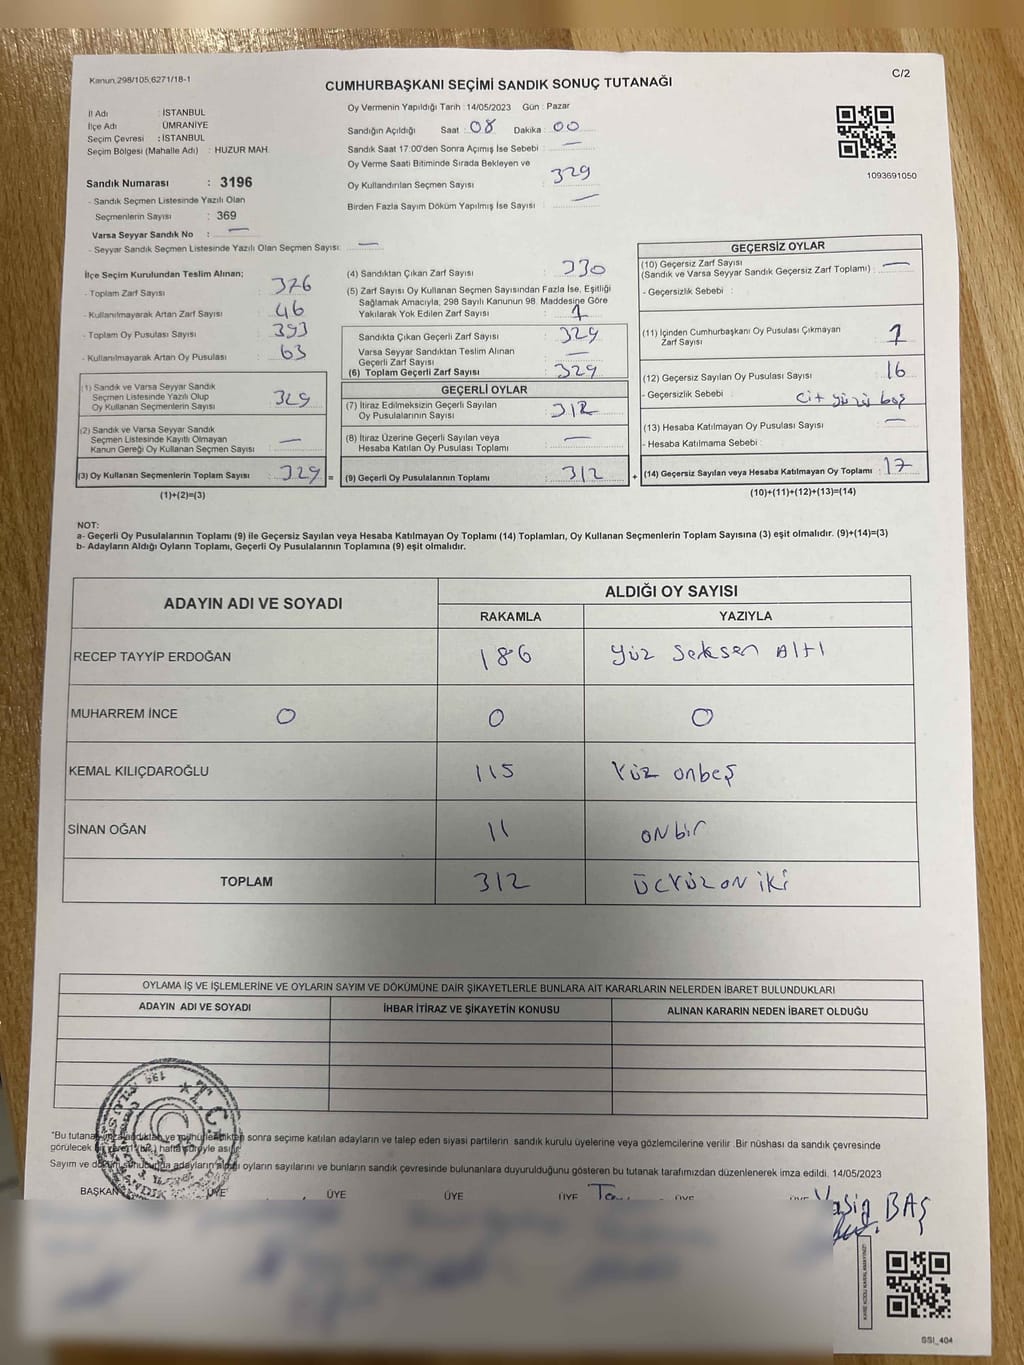 Kanun,298/105,6271/18-1
C/2
CUMHURBAŞKANI SEÇİMİ SANDIK SONUÇ TUTANAĞI
İl Adı : İSTANBUL
İlçe Adı : ÜMRANİYE
Seçim Çevresi : İSTANBUL
Seçim Bölgesi (Mahalle Adı) : HUZUR MAH.
Sandık Numarası : 3196
- Sandık Seçmen Listesinde Yazılı Olan
Seçmenlerin Sayısı : 369
Varsa Seyyar Sandık No : —
- Seyyar Sandık Seçmen Listesinde Yazılı Olan Seçmen Sayısı: —
Oy Vermenin Yapıldığı Tarih : 14/05/2023 Gün : Pazar
Sandığın Açıldığı Saat : 08 Dakika : 00
Sandık Saat 17:00'den Sonra Açımış İse Sebebi : —
Oy Verme Saati Bitiminde Sırada Bekleyen ve
Oy Kullandırılan Seçmen Sayısı : 329
Birden Fazla Sayım Döküm Yapılmış İse Sayısı : —
1093691050
İlçe Seçim Kurulundan Teslim Alınan;
- Toplam Zarf Sayısı : 376
- Kullanılmayarak Artan Zarf Sayısı : 46
- Toplam Oy Pusulası Sayısı : 393
- Kullanılmayarak Artan Oy Pusulası : 63
(1) Sandık ve Varsa Seyyar Sandık
Seçmen Listesinde Yazılı Olup
Oy Kullanan Seçmenlerin Sayısı : 329
(2) Sandık ve Varsa Seyyar Sandık
Seçmen Listesinde Kayıtlı Olmayan
Kanun Gereği Oy Kullanan Seçmen Sayısı : —
(3) Oy Kullanan Seçmenlerin Toplam Sayısı : 329 =
(1)+(2)=(3)
(4) Sandıktan Çıkan Zarf Sayısı : 330
(5) Zarf Sayısı Oy Kullanan Seçmen Sayısından Fazla İse, Eşitliği
Sağlamak Amacıyla, 298 Sayılı Kanunun 98. Maddesine Göre
Yakılarak Yok Edilen Zarf Sayısı : 1
Sandıkta Çıkan Geçerli Zarf Sayısı : 329
Varsa Seyyar Sandıktan Teslim Alınan
Geçerli Zarf Sayısı : —
(6) Toplam Geçerli Zarf Sayısı : 329
GEÇERLİ OYLAR
(7) İtiraz Edilmeksizin Geçerli Sayılan
Oy Pusulalarının Sayısı : 312
(8) İtiraz Üzerine Geçerli Sayılan veya
Hesaba Katılan Oy Pusulası Toplamı : —
(9) Geçerli Oy Pusulalarının Toplamı : 312 +
GEÇERSİZ OYLAR
(10) Geçersiz Zarf Sayısı
(Sandık ve Varsa Seyyar Sandık Geçersiz Zarf Toplamı) : —
- Geçersizlik Sebebi :
(11) İçinden Cumhurbaşkanı Oy Pusulası Çıkmayan
Zarf Sayısı : 1
(12) Geçersiz Sayılan Oy Pusulası Sayısı : 16
- Geçersizlik Sebebi : Cit yüzü boş
(13) Hesaba Katılmayan Oy Pusulası Sayısı : —
- Hesaba Katılmama Sebebi :
(14) Geçersiz Sayılan veya Hesaba Katılmayan Oy Toplamı : 17
(10)+(11)+(12)+(13)=(14)
NOT:
a- Geçerli Oy Pusulalarının Toplamı (9) ile Geçersiz Sayılan veya Hesaba Katılmayan Oy Toplamı (14) Toplamları, Oy Kullanan Seçmenlerin Toplam Sayısına (3) eşit olmalıdır. (9)+(14)=(3)
b- Adayların Aldığı Oyların Toplamı, Geçerli Oy Pusulalarının Toplamına (9) eşit olmalıdır.
ADAYIN ADI VE SOYADI ALDIĞI OY SAYISI
RAKAMLA YAZIYLA
RECEP TAYYİP ERDOĞAN 186 Yüz Seksen Altı
MUHARREM İNCE 0 0 0
KEMAL KILIÇDAROĞLU 115 Yüz onbeş
SİNAN OĞAN 11 onbir
TOPLAM 312 ÜÇYÜZON iki
OYLAMA İŞ VE İŞLEMLERİNE VE OYLARIN SAYIM VE DÖKÜMÜNE DAİR ŞİKAYETLERLE BUNLARA AİT KARARLARIN NELERDEN İBARET BULUNDUKLARI
ADAYIN ADI VE SOYADI İHBAR İTİRAZ VE ŞİKAYETİN KONUSU ALINAN KARARIN NEDEN İBARET OLDUĞU
T.C.
"Bu tutanak sonra seçime katılan adayların ve talep eden siyasi partilerin sandık kurulu üyelerine veya gözlemcilerine verilir. Bir nüshası da sandık çevresinde
görülecek
Sayım ve adayların oyların sayılarını ve bunların sandık çevresinde bulunanlara duyurulduğunu gösteren bu tutanak tarafımızdan düzenlenerek imza edildi. 14/05/2023
BAŞKAN ÜYE ÜYE ÜYE ÜYE
BAŞ
SSI_404